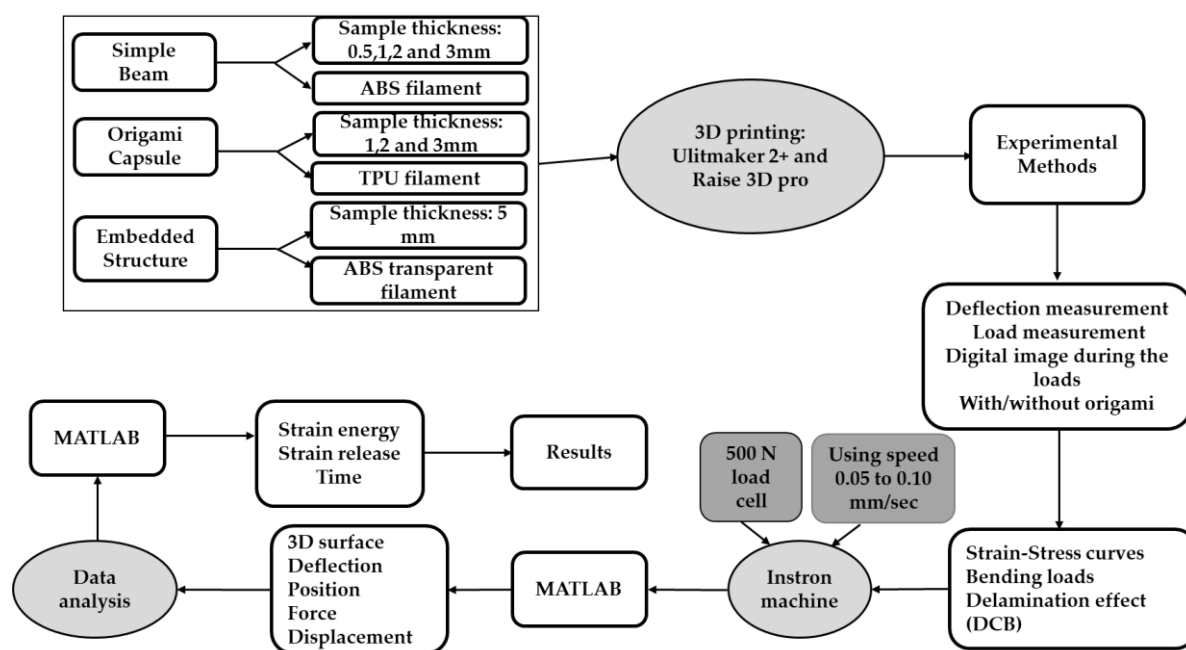 Simple
Beam
Sample thickness:
0.5,1,2 and 3mm
ABS filament
Origami
Capsule
Sample thickness:
1,2 and 3mm
TPU filament
Embedded
Structure
Sample thickness: 5
mm
ABS transparent
filament
3D printing:
Ulitmaker 2+ and
Raise 3D pro
Experimental
Methods
Deflection measurement
Load measurement
Digital image during the
loads
With/without origami
Strain-Stress curves
Bending loads
Delamination effect
(DCB)
500 N
load
cell
Using speed
0.05 to 0.10
mm/sec
Instron
machine
MATLAB
3D surface
Deflection
Position
Force
Displacement
Data
analysis
MATLAB
Strain energy
Strain release
Time
Results